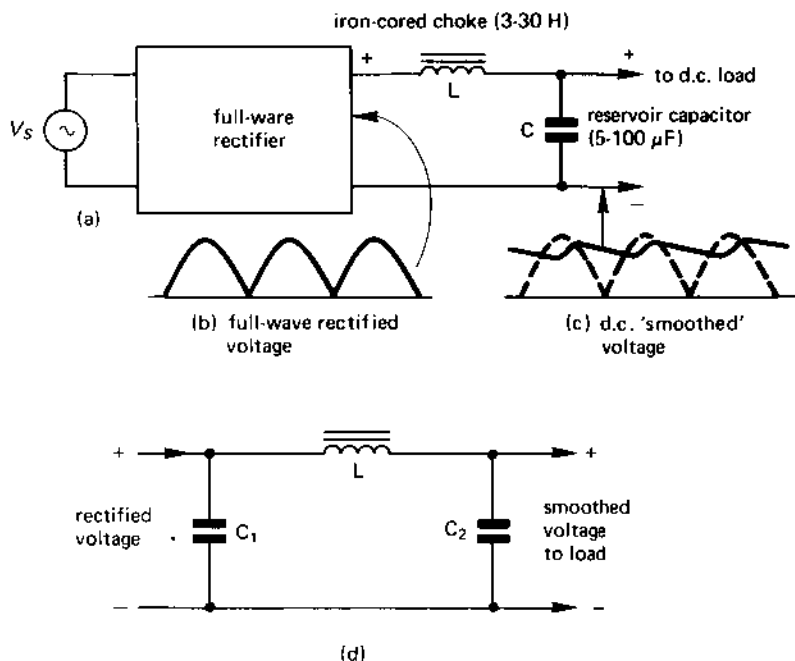 iron-cored choke (3-30 H)
+
+
L
to d.c. load
Vs
full-ware
rectifier
C
reservoir capacitor
(5-100 μF)
−
(a)
(b) full-wave rectified
voltage
(c) d.c. 'smoothed'
voltage
+
+
L
rectified
voltage
C1
C2
smoothed
voltage
to load
−
−
(d)